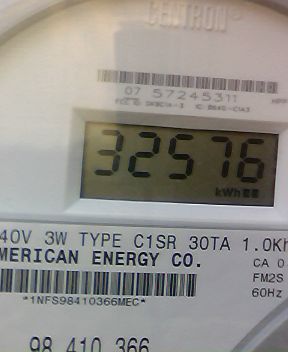 CENTRON®
07 57245311
32576
kWh
40V 3W TYPE C1SR 30TA 1.0Kh
MERICAN ENERGY CO.
CA 0
FM2S
60Hz
*1NFS98410366MEC*
98 410 366